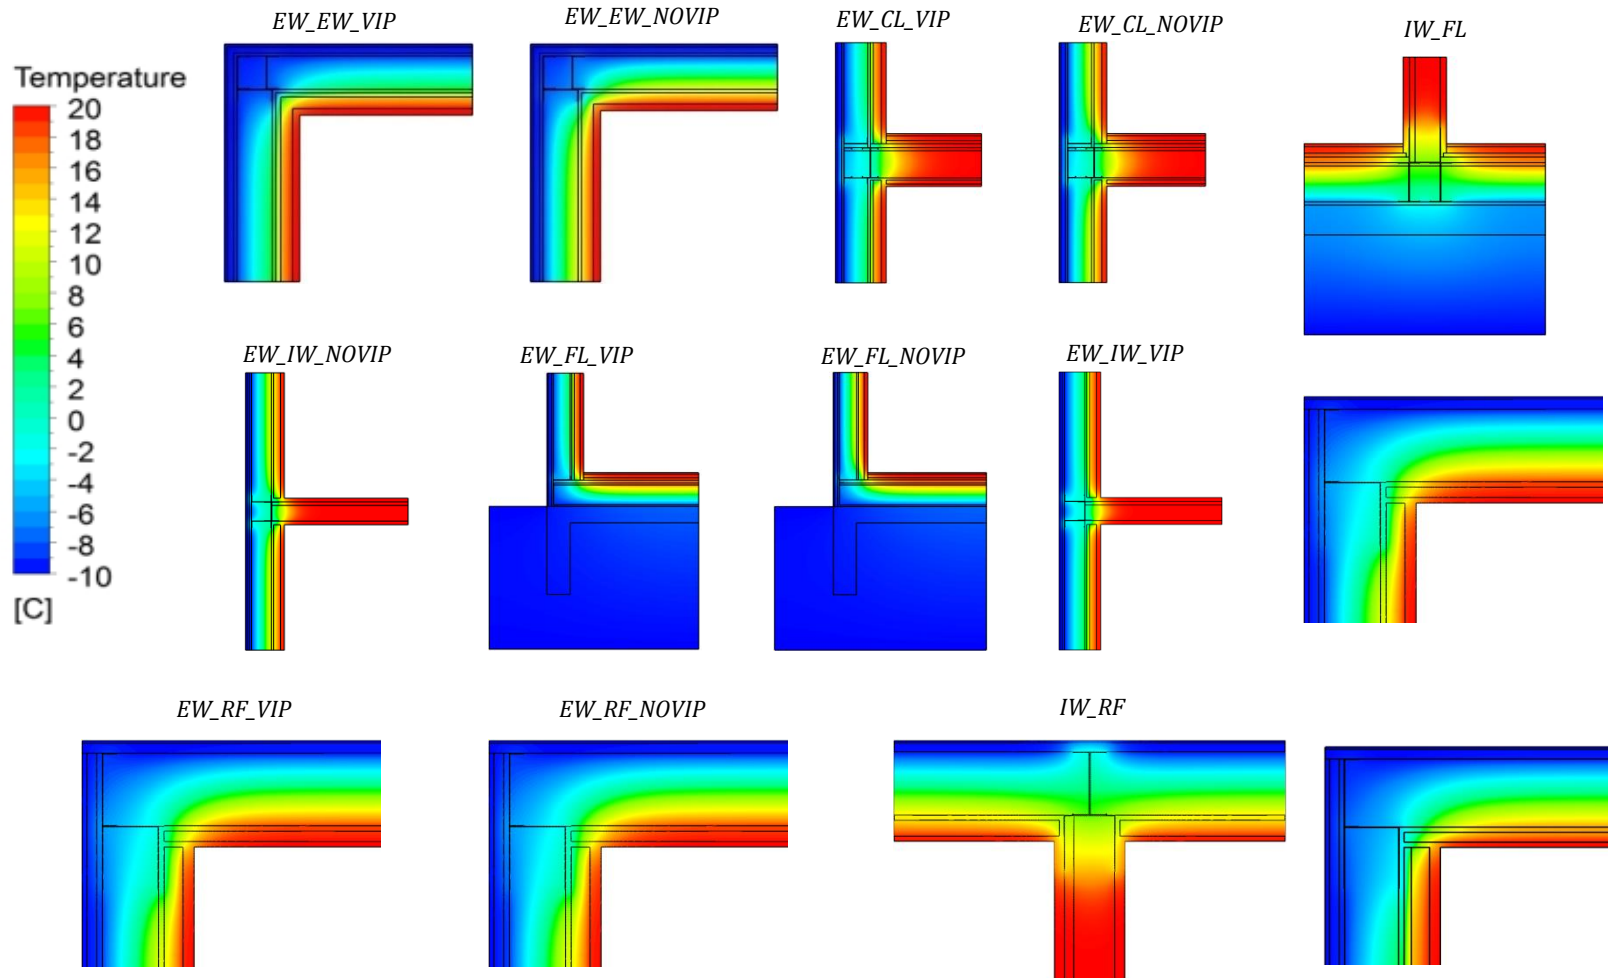 EW_EW_VIP
EW_EW_NOVIP
EW_CL_VIP
EW_CL_NOVIP
IW_FL
Temperature
20
18
16
14
12
10
8
6
4
2
0
-2
-4
-6
-8
-10
[C]
EW_IW_NOVIP
EW_FL_VIP
EW_FL_NOVIP
EW_IW_VIP
EW_RF_VIP
EW_RF_NOVIP
IW_RF